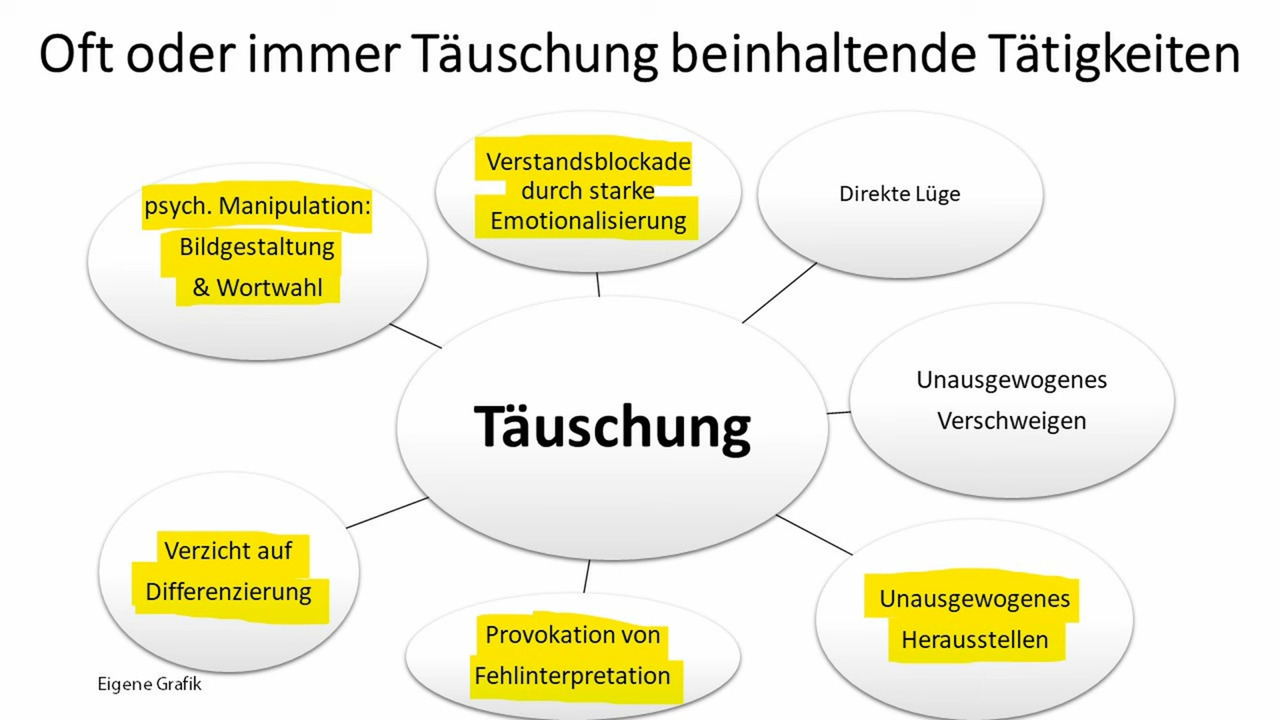 Oft oder immer Täuschung beinhaltende Tätigkeiten
psych. Manipulation:
Bildgestaltung
& Wortwahl
Verstandsblockade
durch starke
Emotionalisierung
Direkte Lüge
Unausgewogenes
Verschweigen
Täuschung
Verzicht auf
Differenzierung
Provokation von
Fehlinterpretation
Unausgewogenes
Herausstellen
Eigene Grafik